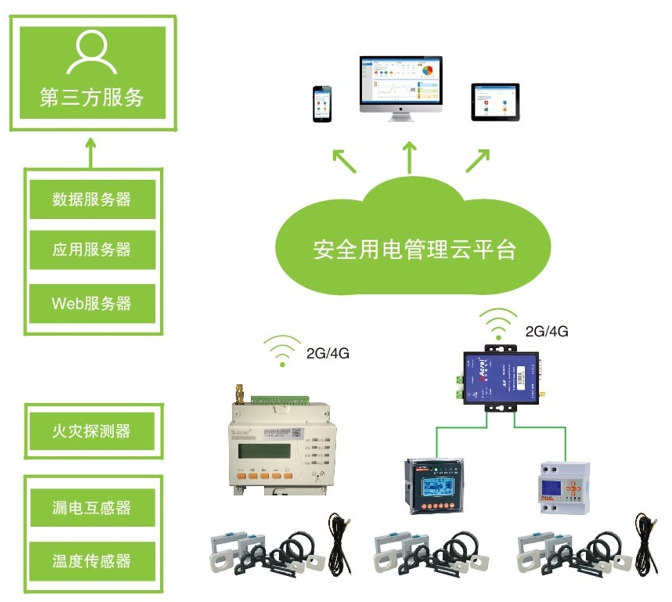 第三方服务
数据服务器
应用服务器
安全用电管理云平台
Web服务器
2G/4G
2G/4G
火灾探测器
漏电互感器
温度传感器